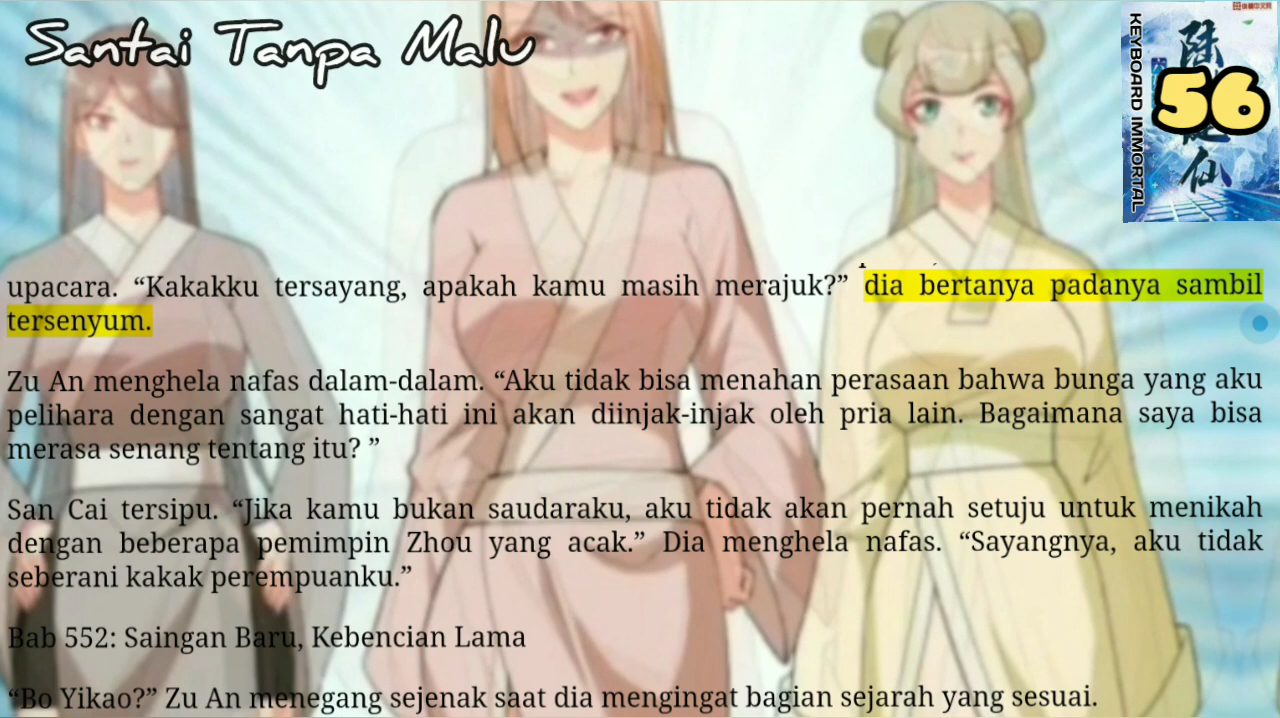 Santai Tanpa Malu
KEYBOARD IMMORTAL
56
upacara. “Kakakku tersayang, apakah kamu masih merajuk?” dia bertanya padanya sambil
tersenyum.
Zu An menghela nafas dalam-dalam. “Aku tidak bisa menahan perasaan bahwa bunga yang aku
pelihara dengan sangat hati-hati ini akan diinjak-injak oleh pria lain. Bagaimana saya bisa
merasa senang tentang itu? ”
San Cai tersipu. “Jika kamu bukan saudaraku, aku tidak akan pernah setuju untuk menikah
dengan beberapa pemimpin Zhou yang acak.” Dia menghela nafas. “Sayangnya, aku tidak
seberani kakak perempuanku.”
Bab 552: Saingan Baru, Kebencian Lama
“Bo Yikao?” Zu An menegang sejenak saat dia mengingat bagian sejarah yang sesuai.